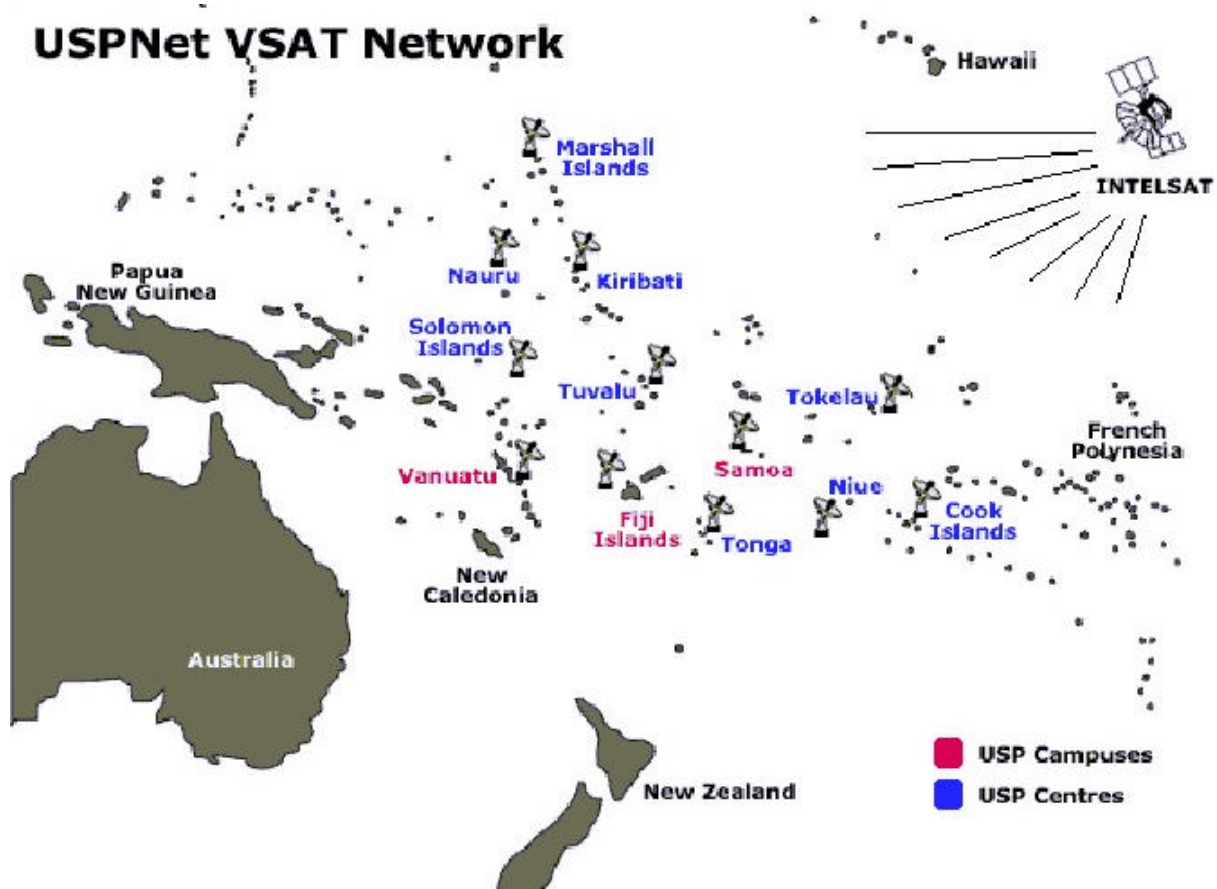 USPNet VSAT Network
Hawaii
Marshall
Islands
INTELSAT
Papua
New Guinea
Nauru
Kiribati
Solomon
Islands
Tuvalu
Tokelau
French
Polynesia
Vanuatu
Samoa
Niue
Fiji
Islands
Tonga
Cook
Islands
New
Caledonia
Australia
New Zealand
USP Campuses
USP Centres